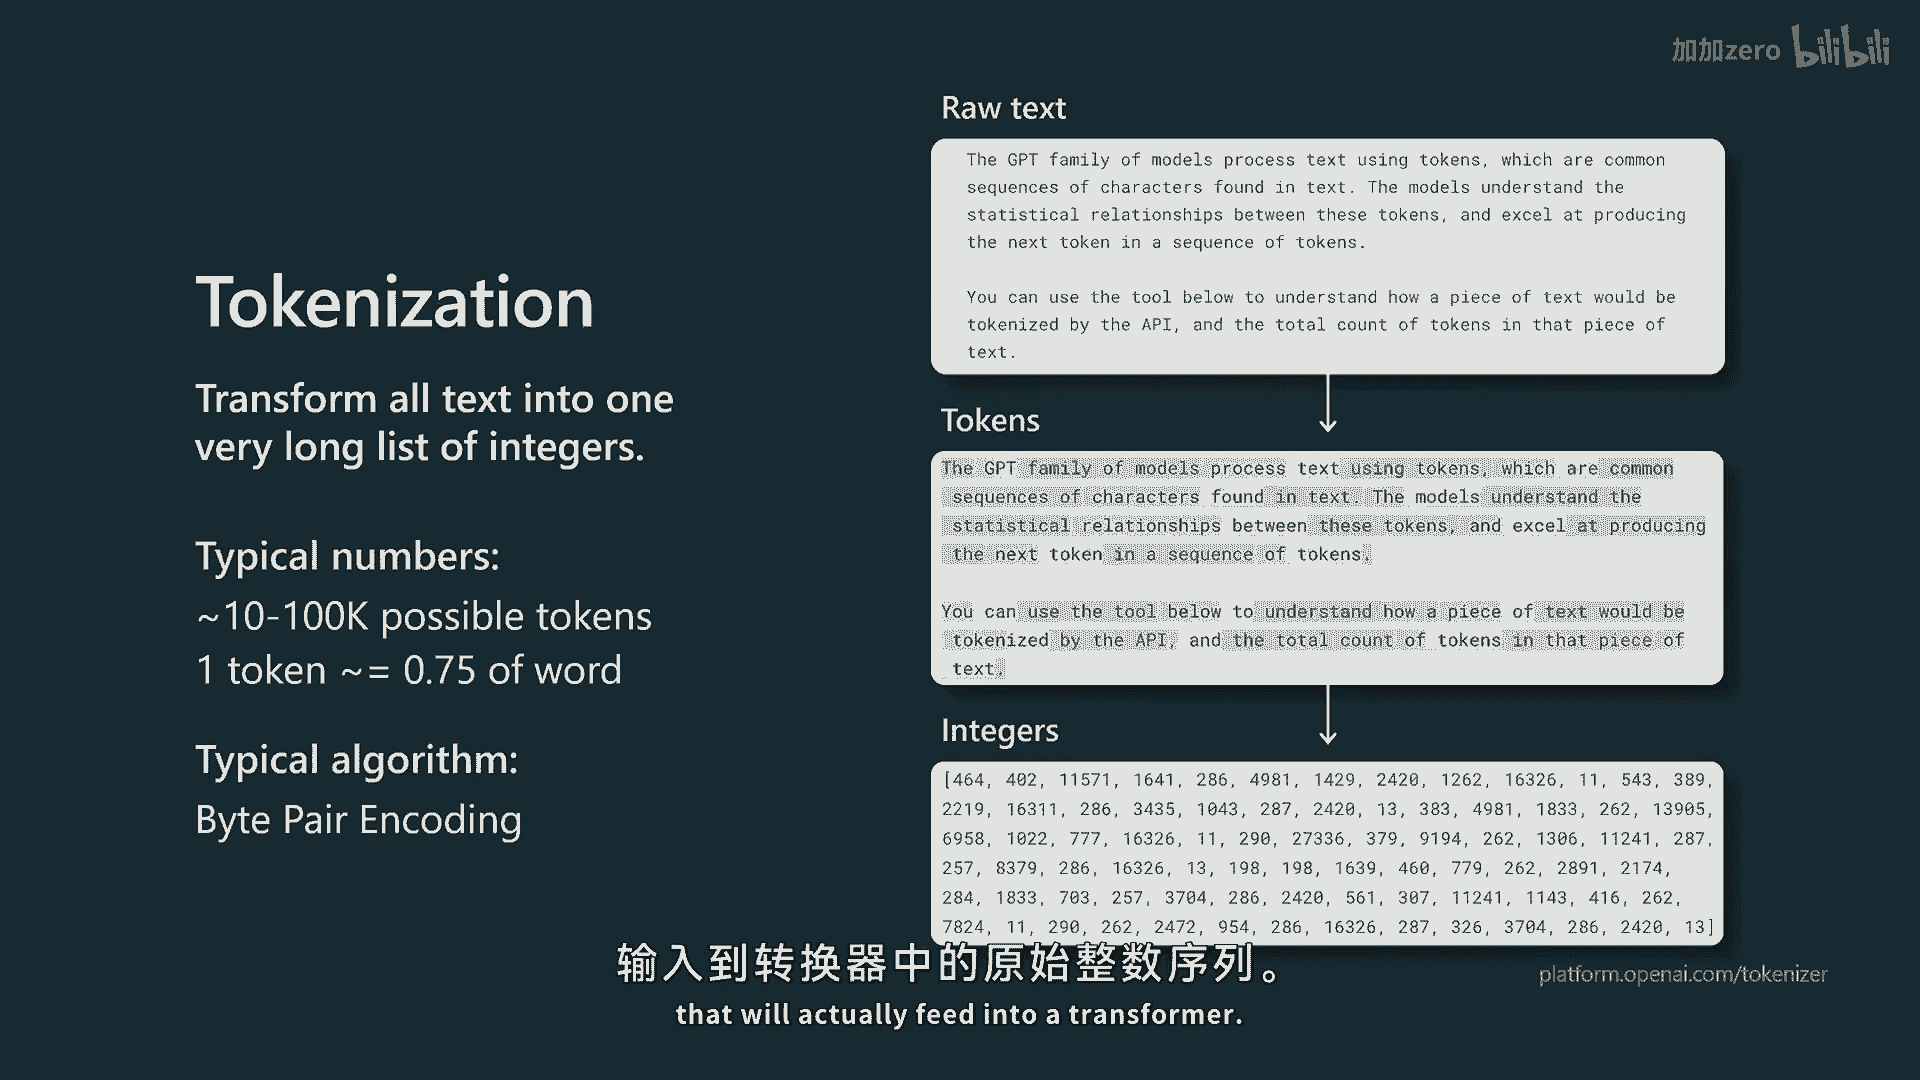 加加zero bilibili
Tokenization
Transform all text into one
very long list of integers.
Typical numbers:
~10-100K possible tokens
1 token ~= 0.75 of word
Typical algorithm:
Byte Pair Encoding
Raw text
The GPT family of models process text using tokens, which are common
sequences of characters found in text. The models understand the
statistical relationships between these tokens, and excel at producing
the next token in a sequence of tokens.
You can use the tool below to understand how a piece of text would be
tokenized by the API, and the total count of tokens in that piece of
text.
Tokens
The GPT family of models process text using tokens, which are common
sequences of characters found in text. The models understand the
statistical relationships between these tokens, and excel at producing
the next token in a sequence of tokens.
You can use the tool below to understand how a piece of text would be
tokenized by the API, and the total count of tokens in that piece of
text.
Integers
[464, 402, 11571, 1641, 286, 4981, 1429, 2420, 1262, 16326, 11, 543, 389,
2219, 16311, 286, 3435, 1043, 287, 2420, 13, 383, 4981, 1833, 262, 13905,
6958, 1022, 777, 16326, 11, 290, 27336, 379, 9194, 262, 1306, 11241, 287,
257, 8379, 286, 16326, 13, 198, 198, 1639, 460, 779, 262, 2891, 2174,
284, 1833, 703, 257, 3704, 286, 2420, 561, 307, 11241, 1143, 416, 262,
7824, 11, 290, 262, 2472, 954, 286, 16326, 287, 326, 3704, 286, 2420, 13]
platform.openai.com/tokenizer
输入到转换器中的原始整数序列。
that will actually feed into a transformer.